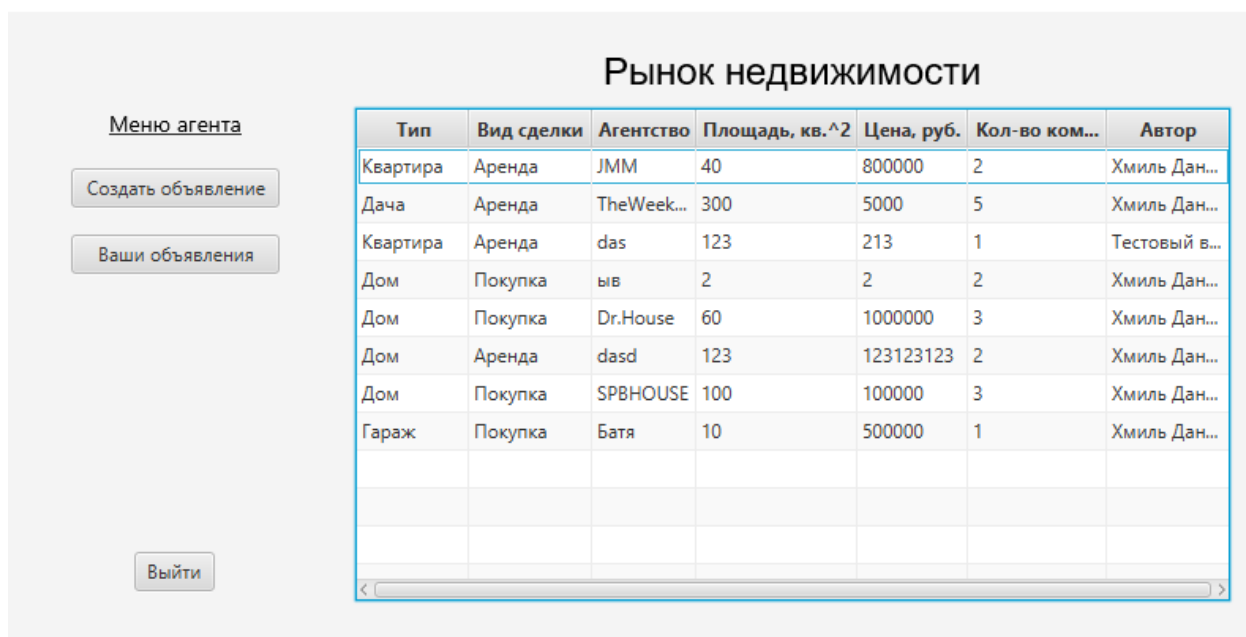 Рынок недвижимости
Меню агента
Создать объявление
Ваши объявления
Выйти
Тип Вид сделки Агентство Площадь, кв.^2 Цена, руб. Кол-во ком... Автор
Квартира Аренда JMM 40 800000 2 Хмиль Дан...
Дача Аренда TheWeek... 300 5000 5 Хмиль Дан...
Квартира Аренда das 123 213 1 Тестовый в...
Дом Покупка ыв 2 2 2 Хмиль Дан...
Дом Покупка Dr.House 60 1000000 3 Хмиль Дан...
Дом Аренда dasd 123 123123123 2 Хмиль Дан...
Дом Покупка SPBHOUSE 100 100000 3 Хмиль Дан...
Гараж Покупка Батя 10 500000 1 Хмиль Дан...